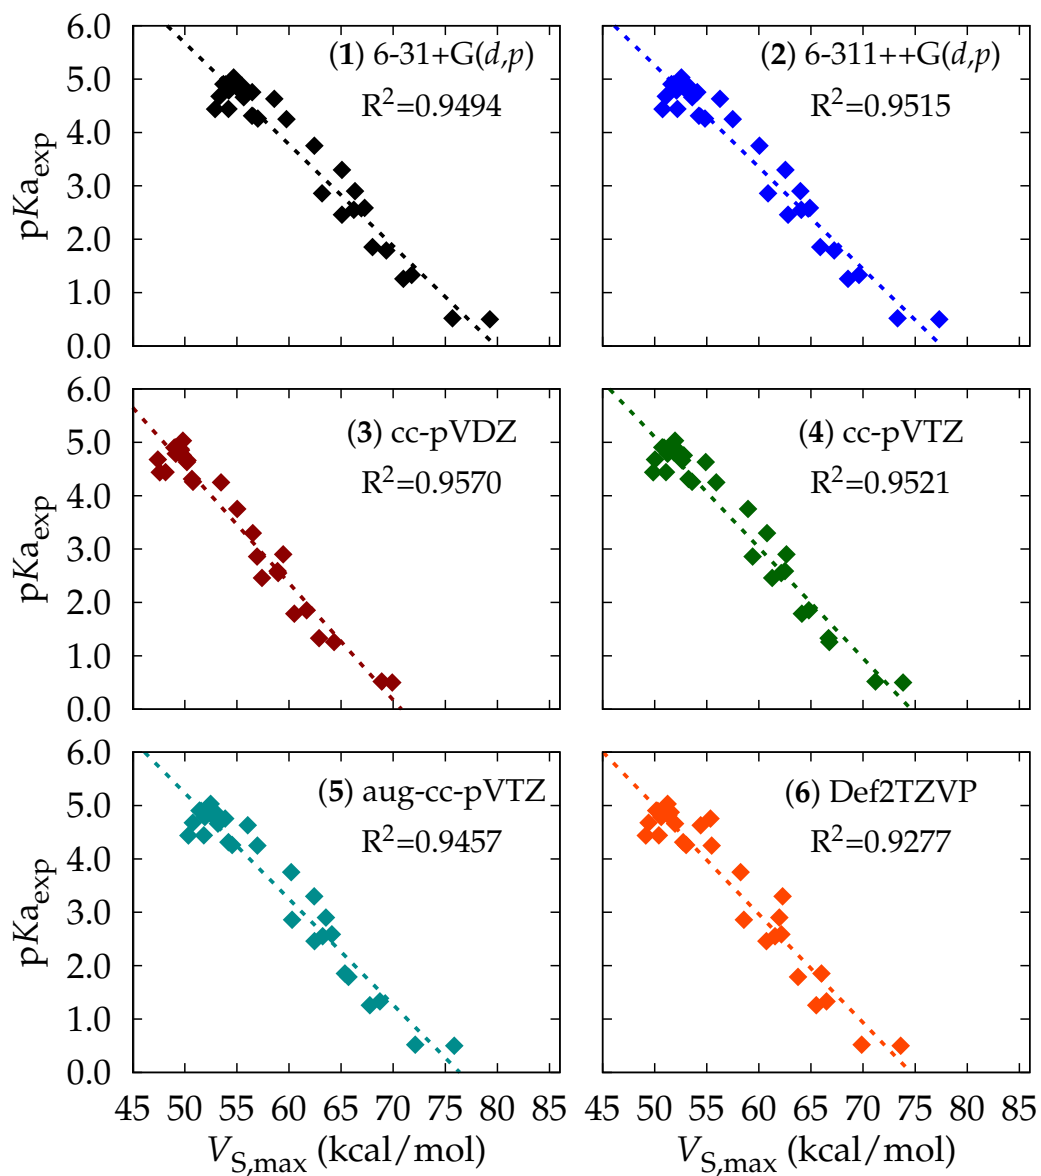 6.0
5.0
4.0
3.0
2.0
1.0
0.0
pKa_exp
(1) 6-31+G(d,p)
R²=0.9494
(2) 6-311++G(d,p)
R²=0.9515
6.0
5.0
4.0
3.0
2.0
1.0
0.0
pKa_exp
(3) cc-pVDZ
R²=0.9570
(4) cc-pVTZ
R²=0.9521
6.0
5.0
4.0
3.0
2.0
1.0
0.0
pKa_exp
(5) aug-cc-pVTZ
R²=0.9457
(6) Def2TZVP
R²=0.9277
45 50 55 60 65 70 75 80 85
V_S,max (kcal/mol)
45 50 55 60 65 70 75 80 85
V_S,max (kcal/mol)